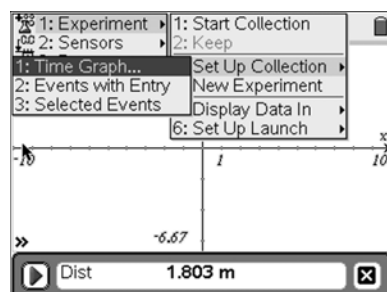 1: Experiment
2: Sensors
1: Start Collection
2: Keep
Set Up Collection
New Experiment
Display Data In
6: Set Up Launch
1: Time Graph...
2: Events with Entry
3: Selected Events
x
-10
1
10
-6.67
Dist 1.803 m